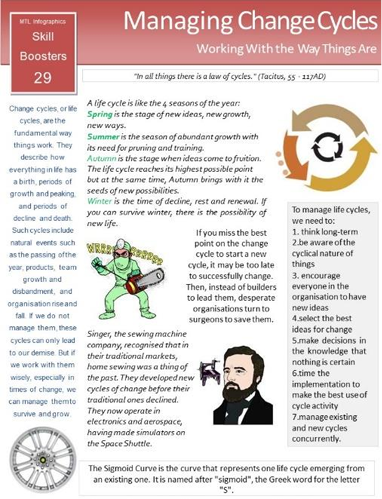 MTL Infographics
Skill
Boosters
29
Managing Change Cycles
Working With the Way Things Are
"In all things there is a law of cycles." (Tacitus, 55 - 117AD)
Change cycles, or life
cycles, are the
fundamental way
things work. They
describe how
everything in life has
a birth, periods of
growth and peaking,
and periods of
decline and death.
Such cycles include
natural events such
as the passing of the
year, products, team
growth and
disbandment, and
organisation rise and
fall. If we do not
manage them, these
cycles can only lead
to our demise. But if
we work with them
wisely, especially in
times of change, we
can manage them to
survive and grow.
A life cycle is like the 4 seasons of the year:
Spring is the stage of new ideas, new growth,
new ways.
Summer is the season of abundant growth with
its need for pruning and training.
Autumn is the stage when ideas come to fruition.
The life cycle reaches its highest possible point
but at the same time, Autumn brings with it the
seeds of new possibilities.
Winter is the time of decline, rest and renewal. If
you can survive winter, there is the possibility of
new life.
If you miss the best
point on the change
cycle to start a new
cycle, it may be too late
to successfully change.
Then, instead of builders
to lead them, desperate
organisations turn to
surgeons to save them.
Singer, the sewing machine
company, recognised that in
their traditional markets,
home sewing was a thing of
the past. They developed new
cycles of change before their
traditional ones declined.
They now operate in
electronics and aerospace,
having made simulators on
the Space Shuttle.
To manage life cycles,
we need to:
1. think long-term
2.be aware of the
cyclical nature of
things
3. encourage
everyone in the
organisation to have
new ideas
4.select the best
ideas for change
5.make decisions in
the knowledge that
nothing is certain
6.time the
implementation to
make the best use of
cycle activity
7.manage existing
and new cycles
concurrently.
The Sigmoid Curve is the curve that represents one life cycle emerging from
an existing one. It is named after "sigmoid", the Greek word for the letter
"S".